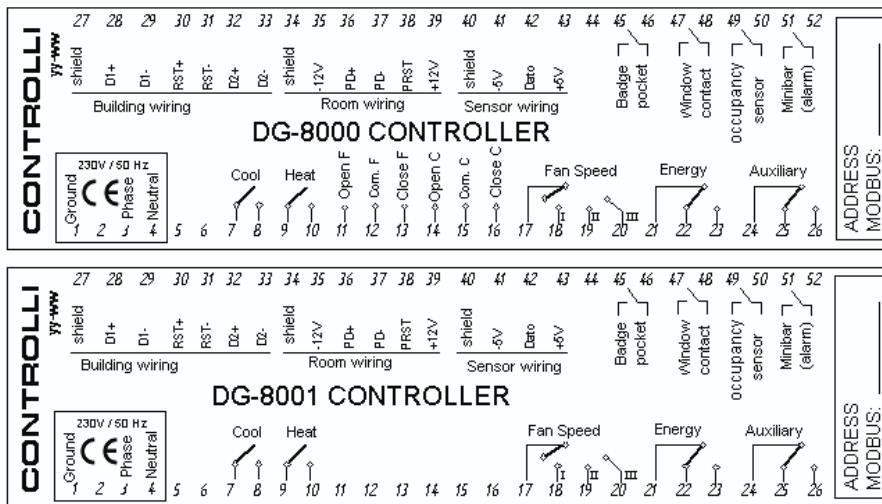 CONTROLLI
yy-ww
27 28 29 30 31 32 33 34 35 36 37 38 39 40 41 42 43 45 46 47 48 49 50 51 52
shield D1+ D1- RST+ RST- D2+ D2- shield -12V PD+ PD- PRST +12V shield -5V Dato +5V
Badge pocket
Window contact
occupancy sensor
Minibar (alarm)
Building wiring Room wiring Sensor wiring
DG-8000 CONTROLLER
230V / 50 Hz
Ground CE Phase Neutral
Cool Heat Open F Com. F Close F Open C Com. C Close C Fan Speed Energy Auxiliary
I II III
1 2 3 4 5 6 7 8 9 10 11 12 13 14 15 16 17 18 19 20 21 22 23 24 25 26
ADDRESS
MODBUS:
CONTROLLI
yy-ww
27 28 29 30 31 32 33 34 35 36 37 38 39 40 41 42 43 45 46 47 48 49 50 51 52
shield D1+ D1- RST+ RST- D2+ D2- shield -12V PD+ PD- PRST +12V shield -5V Dato +5V
Badge pocket
Window contact
occupancy sensor
Minibar (alarm)
Building wiring Room wiring Sensor wiring
DG-8001 CONTROLLER
230V / 50 Hz
Ground CE Phase Neutral
Cool Heat Fan Speed Energy Auxiliary
I II III
1 2 3 4 5 6 7 8 9 10 11 12 13 14 15 16 17 18 19 20 21 22 23 24 25 26
ADDRESS
MODBUS: